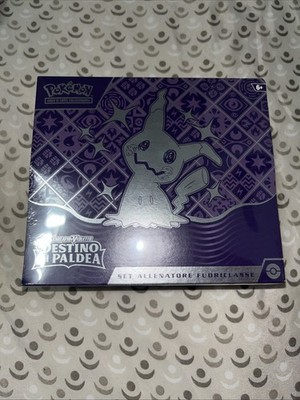 POKÉMON
6+
DESTINO
DI PALDEA
SET ALLENATORE FUORICLASSE